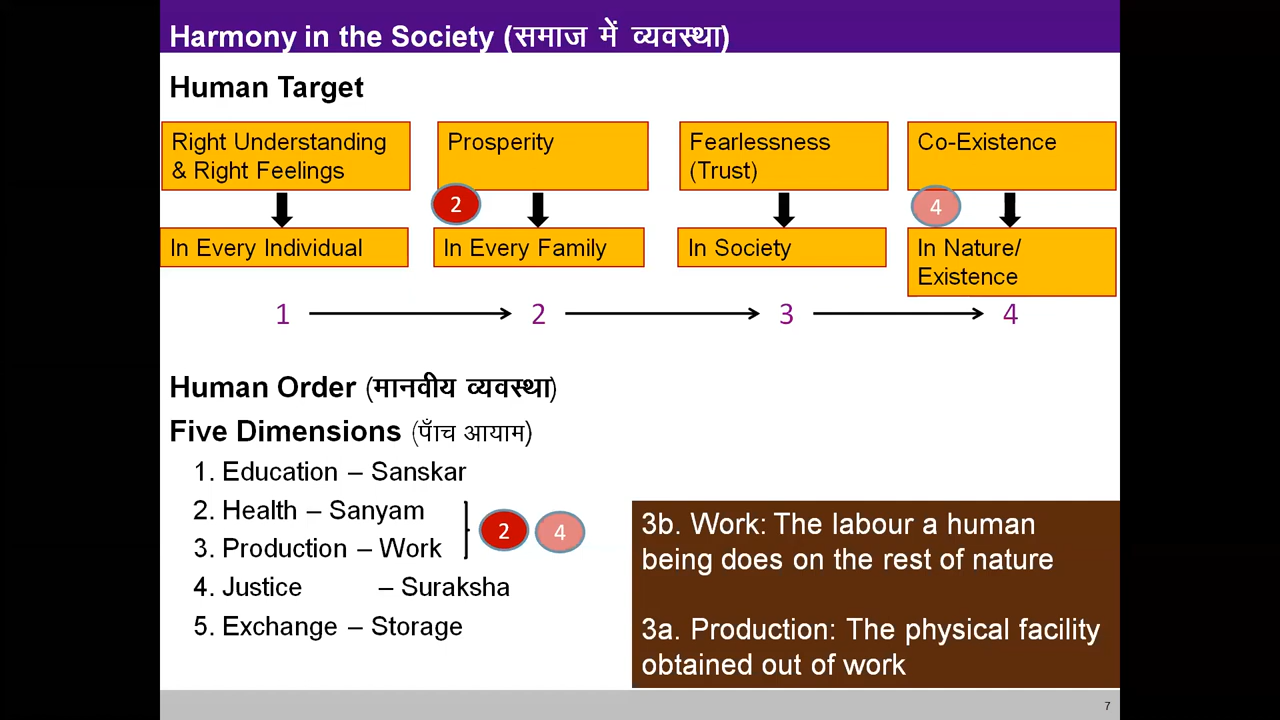 Harmony in the Society (समाज में व्यवस्था)
Human Target
Right Understanding
& Right Feelings
Prosperity
Fearlessness
(Trust)
Co-Existence
2
4
In Every Individual
In Every Family
In Society
In Nature/
Existence
1
2
3
4
Human Order (मानवीय व्यवस्था)
Five Dimensions (पाँच आयाम)
1. Education – Sanskar
2. Health – Sanyam
3. Production – Work
2 4
4. Justice – Suraksha
5. Exchange – Storage
3b. Work: The labour a human
being does on the rest of nature
3a. Production: The physical facility
obtained out of work
7